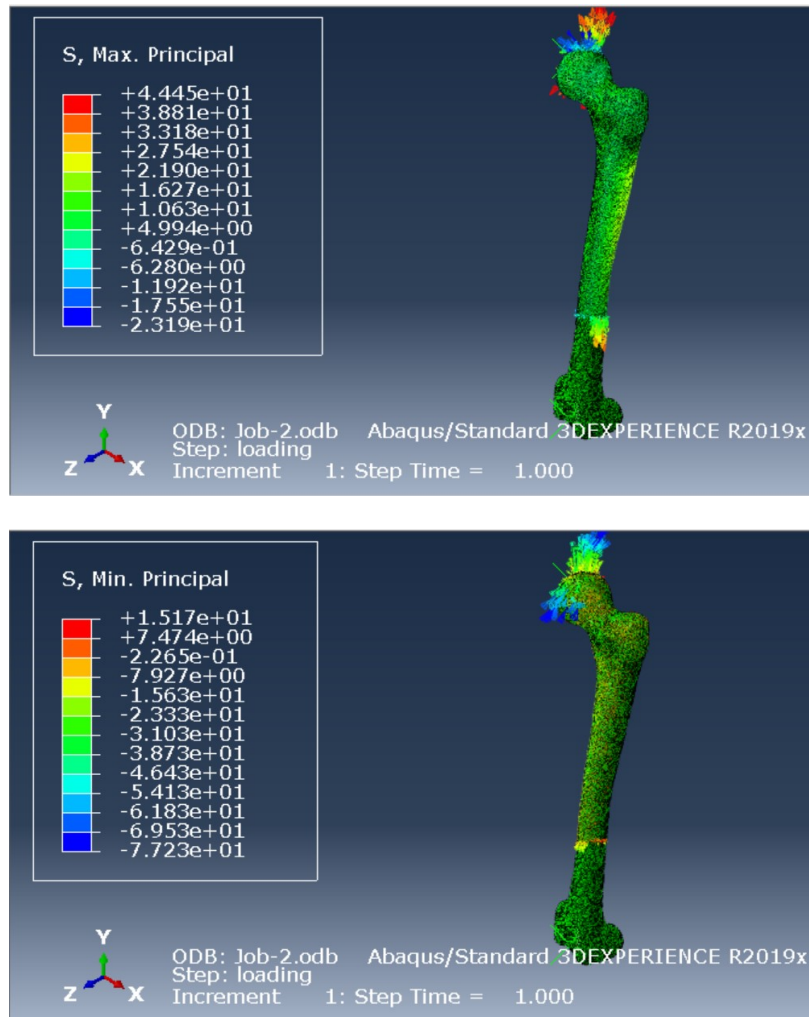 S, Max. Principal
+4.445e+01
+3.881e+01
+3.318e+01
+2.754e+01
+2.190e+01
+1.627e+01
+1.063e+01
+4.994e+00
-6.429e-01
-6.280e+00
-1.192e+01
-1.755e+01
-2.319e+01
Y
Z X
ODB: Job-2.odb Abaqus/Standard 3DEXPERIENCE R2019x
Step: loading
Increment 1: Step Time = 1.000
S, Min. Principal
+1.517e+01
+7.474e+00
-2.265e-01
-7.927e+00
-1.563e+01
-2.333e+01
-3.103e+01
-3.873e+01
-4.643e+01
-5.413e+01
-6.183e+01
-6.953e+01
-7.723e+01
Y
Z X
ODB: Job-2.odb Abaqus/Standard 3DEXPERIENCE R2019x
Step: loading
Increment 1: Step Time = 1.000